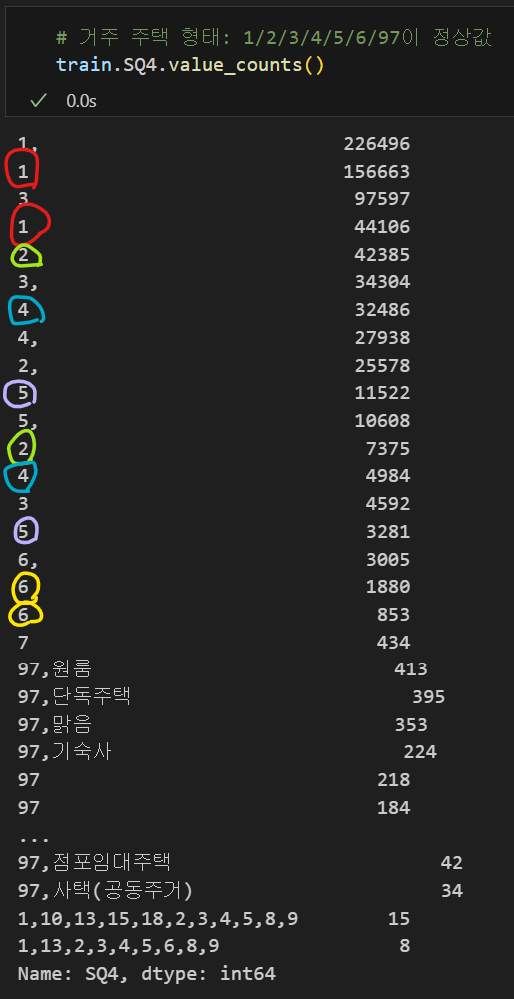 # 거주 주택 형태: 1/2/3/4/5/6/97이 정상값
train.SQ4.value_counts()
0.0s
1, 226496
1 156663
3 97597
1 44106
2 42385
3, 34304
4 32486
4, 27938
2, 25578
5 11522
5, 10608
2 7375
4 4984
3 4592
5 3281
6, 3005
6 1880
6 853
7 434
97,원룸 413
97,단독주택 395
97,맑음 353
97,기숙사 224
97 218
97 184
...
97,점포임대주택 42
97,사택(공동주거) 34
1,10,13,15,18,2,3,4,5,8,9 15
1,13,2,3,4,5,6,8,9 8
Name: SQ4, dtype: int64